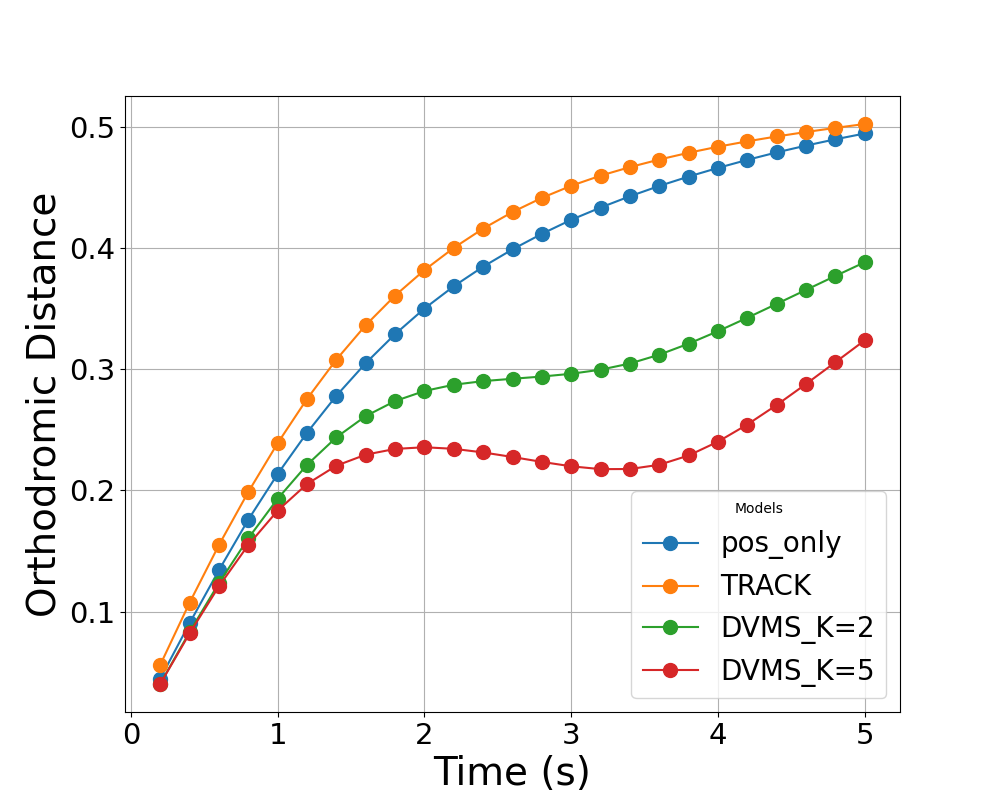 Orthodromic Distance
0.5
0.4
0.3
0.2
0.1
0 1 2 3 4 5
Time (s)
Models
pos_only
TRACK
DVMS_K=2
DVMS_K=5